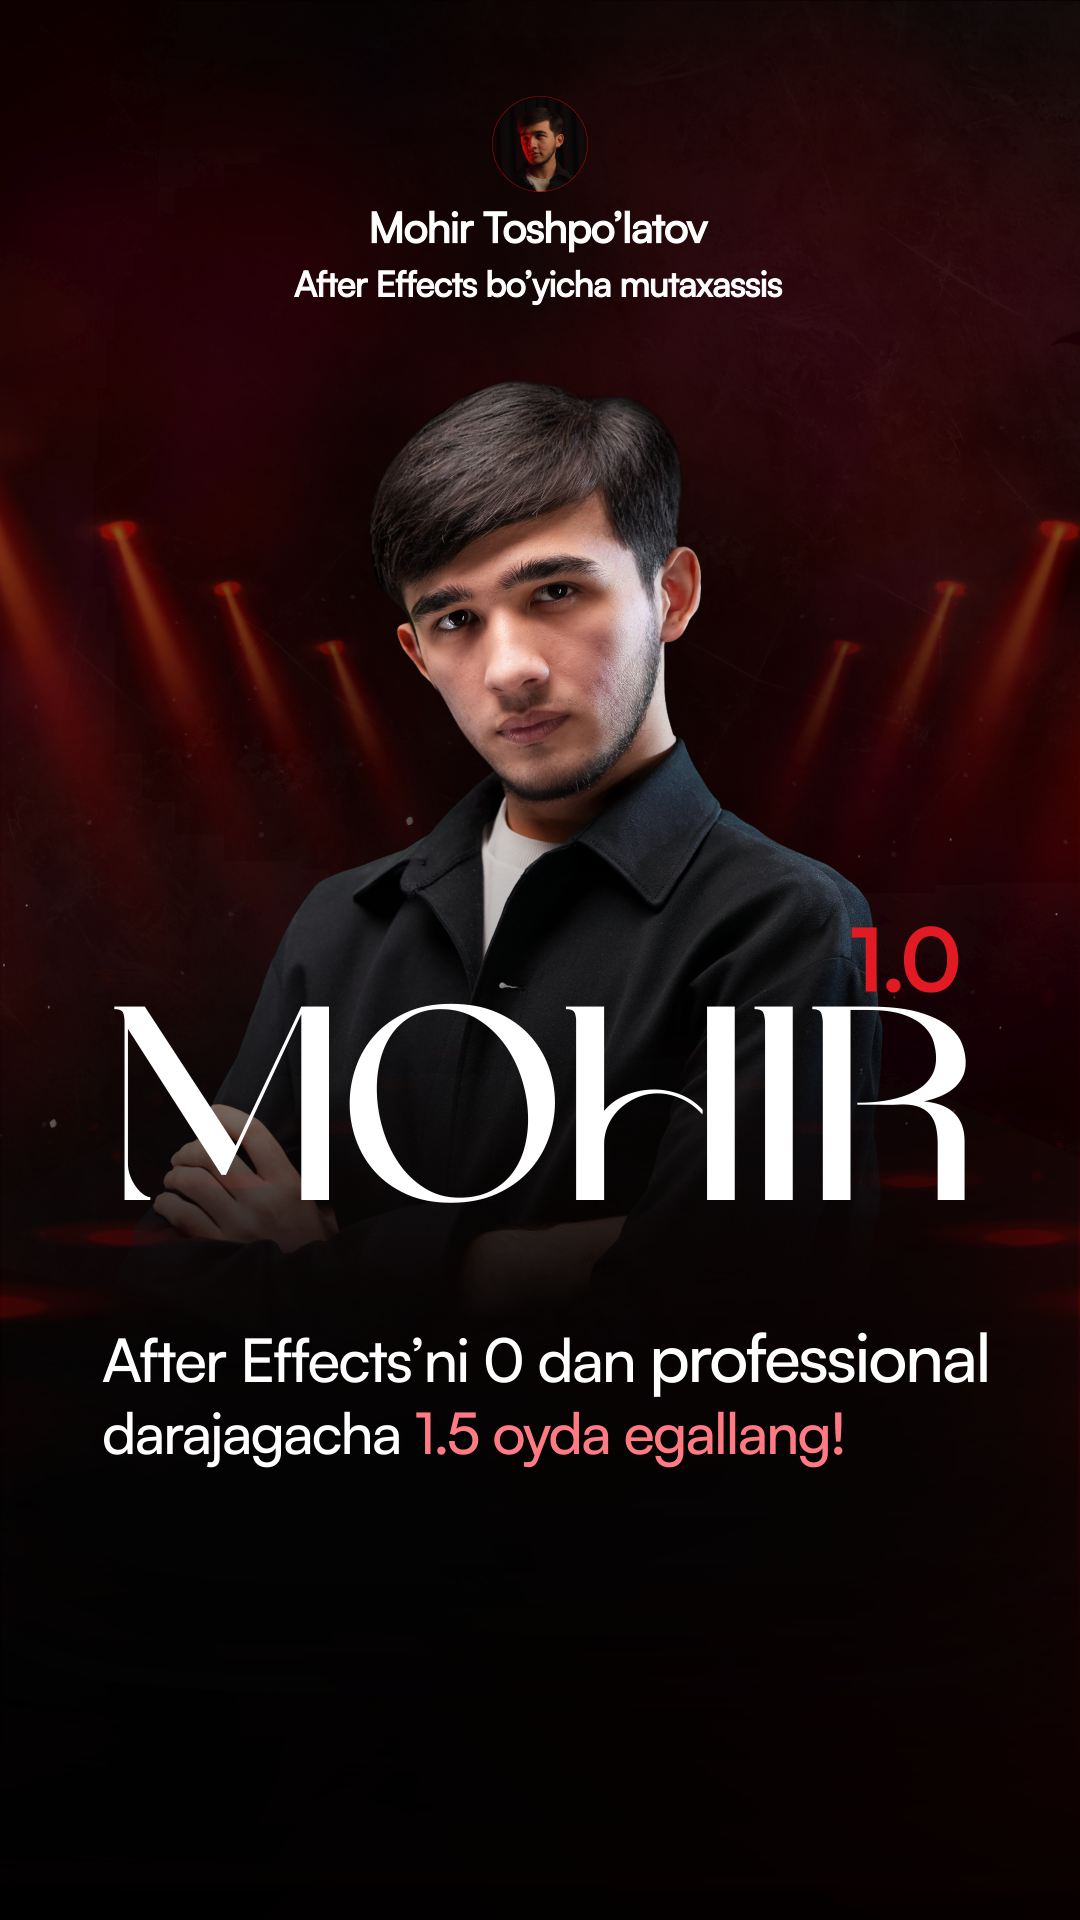 Mohir Toshpo’latov
After Effects bo’yicha mutaxassis
1.0
MOHIR
After Effects’ni 0 dan professional
darajagacha 1.5 oyda egallang!